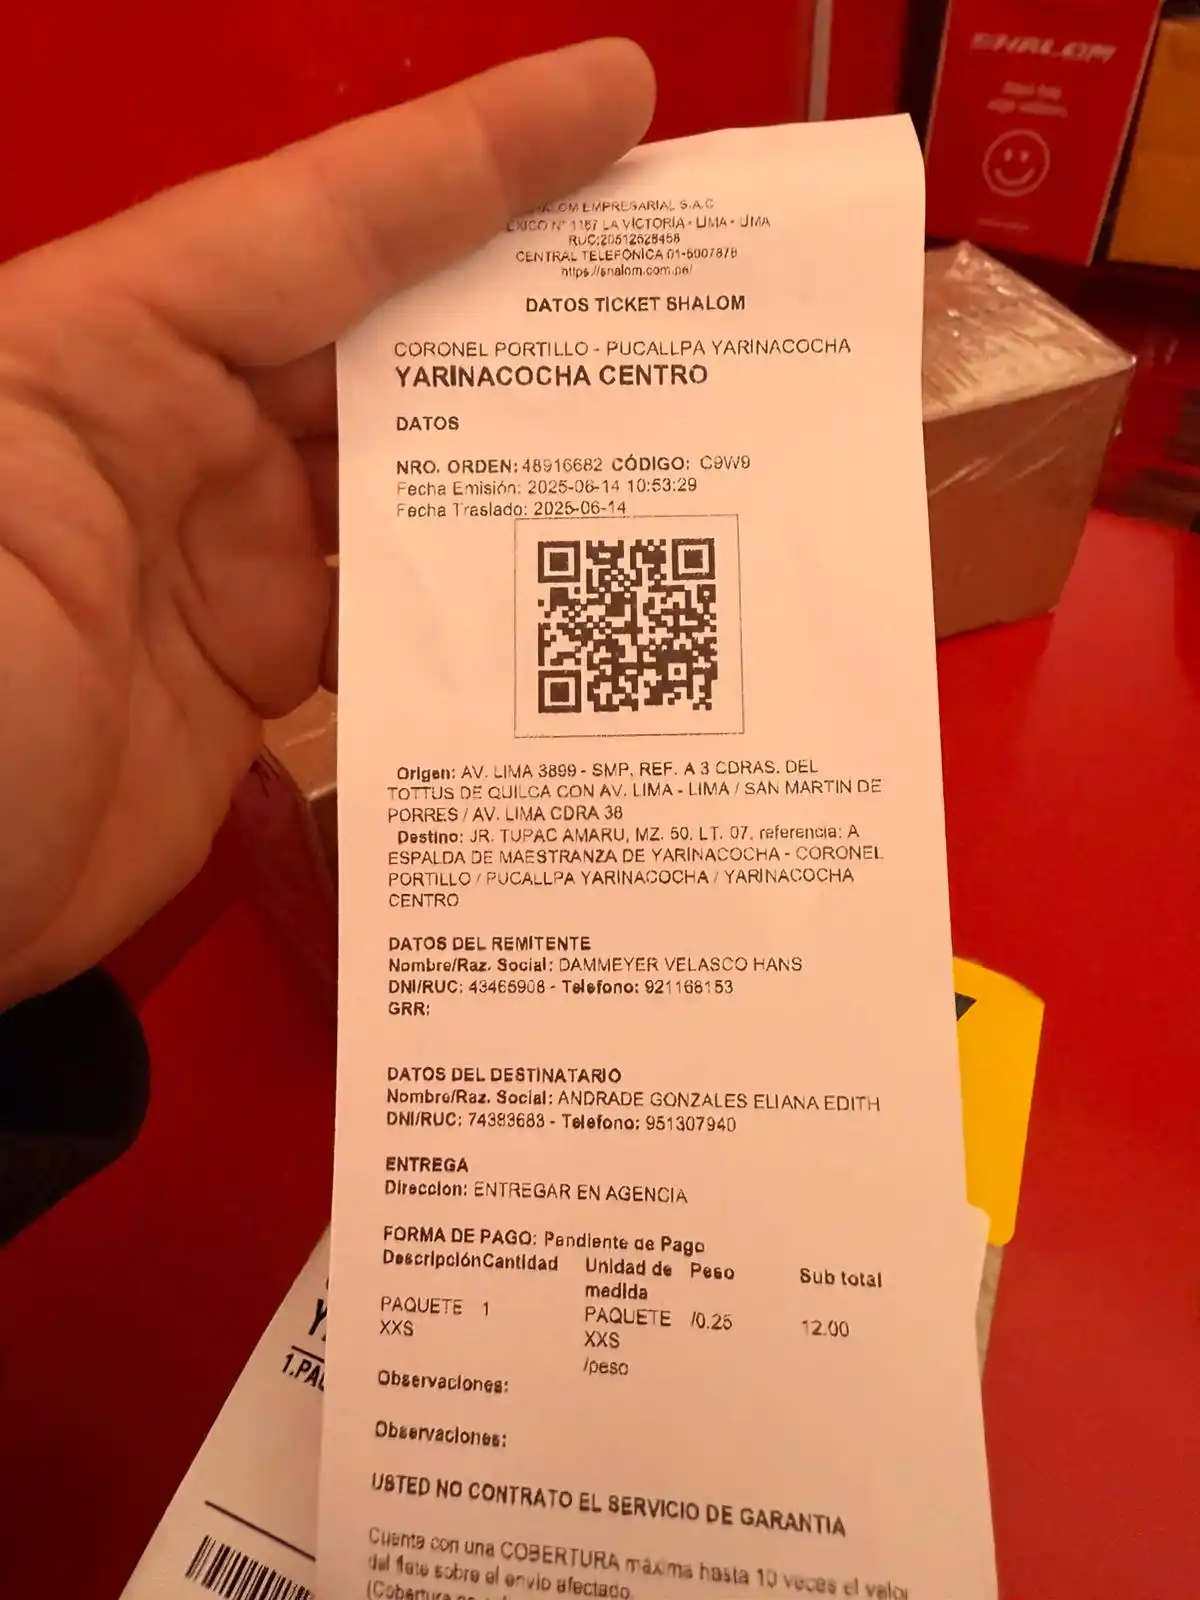 SHALOM
EMPRESARIAL S.A.C
N° 1187 LA VICTORIA - LIMA - LIMA
RUC:20512528458
CENTRAL TELEFONICA 01-5007878
https://shalom.com.pe/
DATOS TICKET SHALOM
CORONEL PORTILLO - PUCALLPA YARINACOCHA
YARINACOCHA CENTRO
DATOS
NRO. ORDEN: 48916682 CÓDIGO: C9W9
Fecha Emisión: 2025-06-14 10:53:29
Fecha Traslado: 2025-06-14
Origen: AV. LIMA 3899 - SMP, REF. A 3 CDRAS. DEL
TOTTUS DE QUILCA CON AV. LIMA - LIMA / SAN MARTIN DE
PORRES / AV. LIMA CDRA 38
Destino: JR. TUPAC AMARU, MZ. 50. LT. 07. referencia: A
ESPALDA DE MAESTRANZA DE YARINACOCHA - CORONEL
PORTILLO / PUCALLPA YARINACOCHA / YARINACOCHA
CENTRO
DATOS DEL REMITENTE
Nombre/Raz. Social: DAMMEYER VELASCO HANS
DNI/RUC: 43465908 - Telefono: 921168153
GRR:
DATOS DEL DESTINATARIO
Nombre/Raz. Social: ANDRADE GONZALES ELIANA EDITH
DNI/RUC: 74383683 - Telefono: 951307940
ENTREGA
Direccion: ENTREGAR EN AGENCIA
FORMA DE PAGO: Pendiente de Pago
DescripciónCantidad Unidad de medida Peso Sub total
PAQUETE 1 PAQUETE /0.25 12.00
XXS XXS
/peso
Observaciones:
Observaciones:
USTED NO CONTRATO EL SERVICIO DE GARANTIA
Cuenta con una COBERTURA máxima hasta 10 veces el valor
del flete sobre el envio afectado.
(Cobertura
1.PA